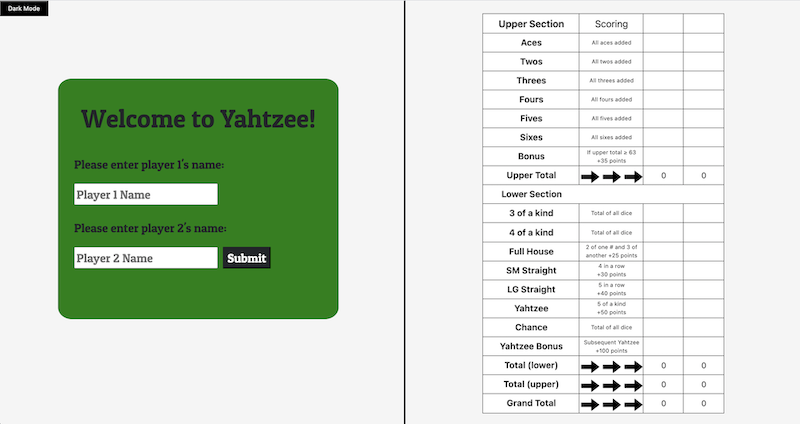 Dark Mode
Welcome to Yahtzee!
Please enter player 1's name:
Player 1 Name
Please enter player 2's name:
Player 2 Name Submit
Upper Section Scoring
Aces All aces added
Twos All twos added
Threes All threes added
Fours All fours added
Fives All fives added
Sixes All sixes added
Bonus If upper total ≥ 63
+35 points
Upper Total 0 0
Lower Section
3 of a kind Total of all dice
4 of a kind Total of all dice
Full House 2 of one # and 3 of
another +25 points
SM Straight 4 in a row
+30 points
LG Straight 5 in a row
+40 points
Yahtzee 5 of a kind
+50 points
Chance Total of all dice
Yahtzee Bonus Subsequent Yahtzee
+100 points
Total (lower) 0 0
Total (upper) 0 0
Grand Total 0 0